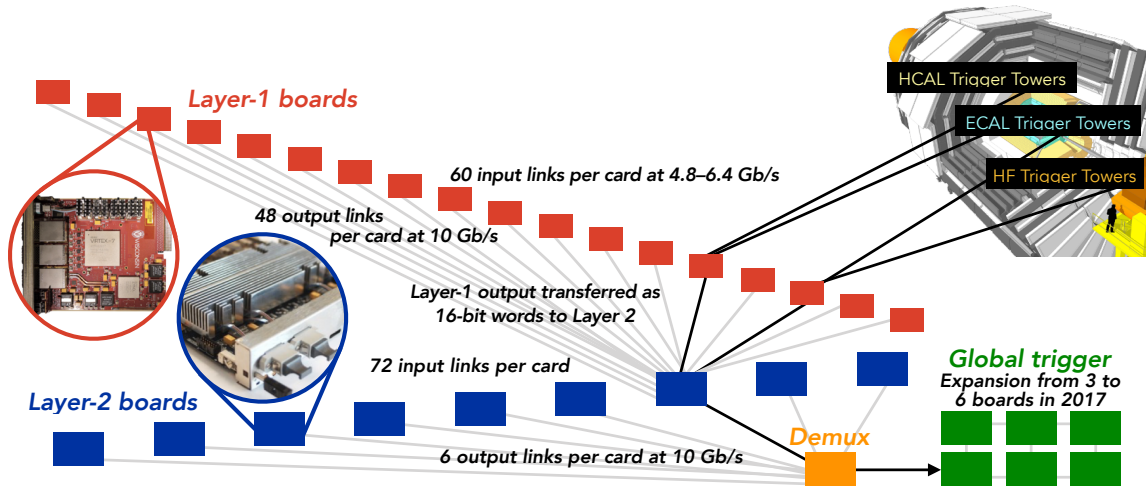 HCAL Trigger Towers
Layer-1 boards
ECAL Trigger Towers
60 input links per card at 4.8–6.4 Gb/s
HF Trigger Towers
48 output links
per card at 10 Gb/s
Layer-1 output transferred as
16-bit words to Layer 2
72 input links per card
Global trigger
Expansion from 3 to
6 boards in 2017
Layer-2 boards
Demux
6 output links per card at 10 Gb/s